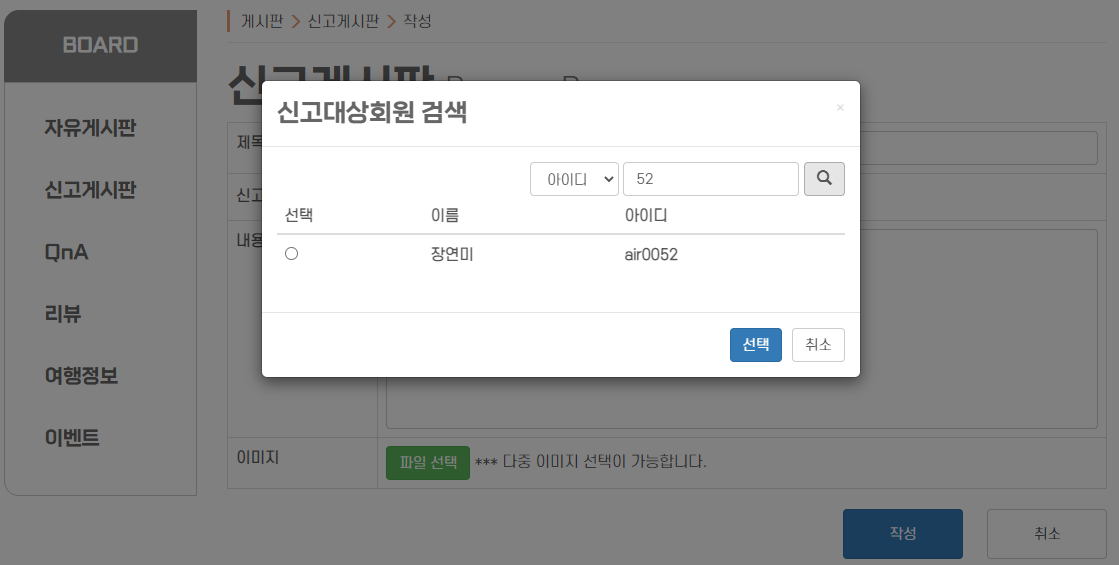 BOARD
자유게시판
신고게시판
QnA
리뷰
여행정보
이벤트
게시판 > 신고게시판 > 작성
신고게시판
제목
신고
내용
신고대상회원 검색 ×
아이디 52
선택 이름 아이디
장연미 air0052
선택 취소
이미지 파일 선택 *** 다중 이미지 선택이 가능합니다.
작성 취소